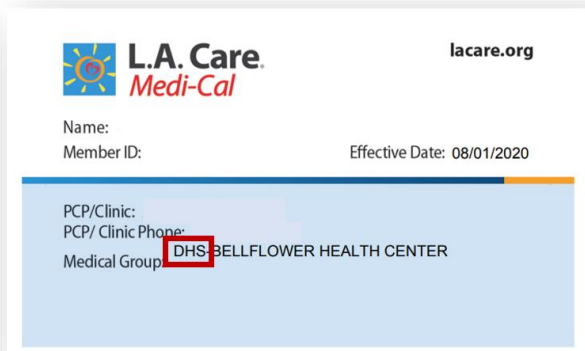 L.A. Care®
Medi-Cal
lacare.org
Name:
Member ID:
Effective Date: 08/01/2020
PCP/Clinic:
PCP/ Clinic Phone:
Medical Group: DHS-BELLFLOWER HEALTH CENTER